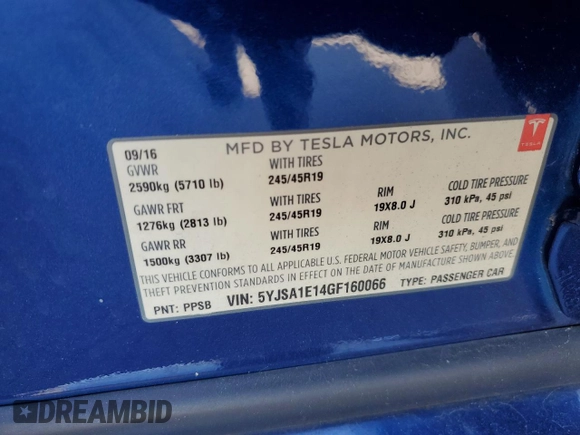 09/16 MFD BY TESLA MOTORS, INC. TESLA
GVWR WITH TIRES
2590kg (5710 lb) 245/45R19
GAWR FRT WITH TIRES RIM COLD TIRE PRESSURE
1276kg (2813 lb) 245/45R19 19X8.0 J 310 kPa, 45 psi
GAWR RR WITH TIRES RIM COLD TIRE PRESSURE
1500kg (3307 lb) 245/45R19 19X8.0 J 310 kPa, 45 psi
THIS VEHICLE CONFORMS TO ALL APPLICABLE U.S. FEDERAL MOTOR VEHICLE SAFETY, BUMPER, AND
THEFT PREVENTION STANDARDS IN EFFECT ON THE DATE OF MANUFACTURE SHOWN ABOVE.
PNT: PPSB VIN: 5YJSA1E14GF160066 TYPE: PASSENGER CAR
DREAMBID